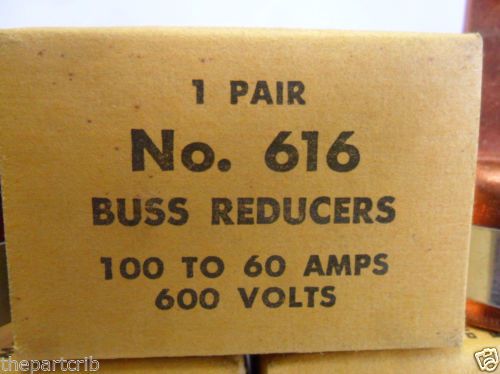 1 PAIR
No. 616
BUSS REDUCERS
100 TO 60 AMPS
600 VOLTS
thepartcrib